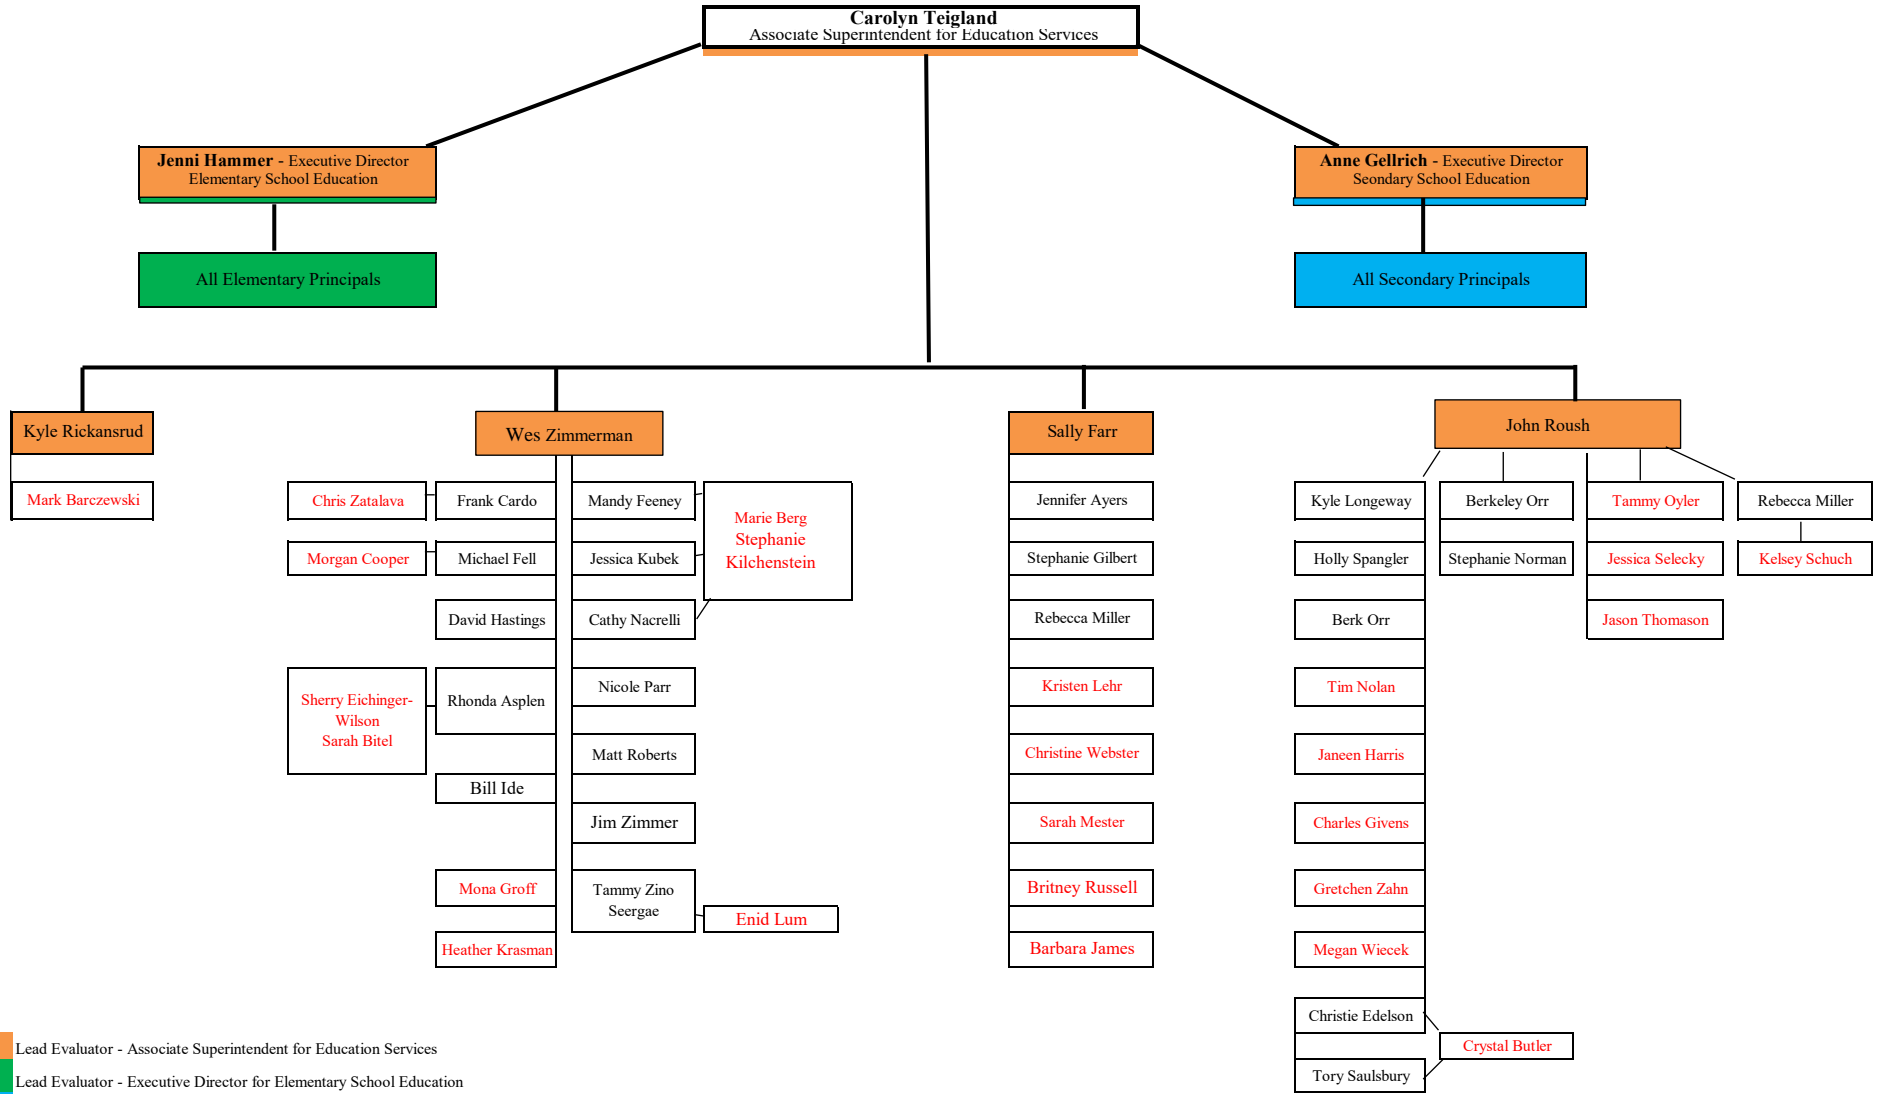 Carolyn Teigland
Associate Superintendent for Education Services
Jenni Hammer - Executive Director
Elementary School Education
Anne Gellrich - Executive Director
Seondary School Education
All Elementary Principals
All Secondary Principals
Kyle Rickansrud
Wes Zimmerman
Sally Farr
John Roush
Mark Barczewski
Chris Zatalava
Frank Cardo
Mandy Feeney
Marie Berg
Stephanie
Kilchenstein
Jennifer Ayers
Kyle Longeway
Berkeley Orr
Tammy Oyler
Rebecca Miller
Morgan Cooper
Michael Fell
Jessica Kubek
Stephanie Gilbert
Holly Spangler
Stephanie Norman
Jessica Selecky
Kelsey Schuch
David Hastings
Cathy Nacrelli
Rebecca Miller
Berk Orr
Jason Thomason
Sherry Eichinger-
Wilson
Sarah Bitel
Rhonda Asplen
Nicole Parr
Kristen Lehr
Tim Nolan
Matt Roberts
Christine Webster
Janeen Harris
Bill Ide
Jim Zimmer
Sarah Mester
Charles Givens
Mona Groff
Tammy Zino
Seergae
Enid Lum
Britney Russell
Gretchen Zahn
Heather Krasman
Barbara James
Megan Wiecek
Christie Edelson
Crystal Butler
Tory Saulsbury
Lead Evaluator - Associate Superintendent for Education Services
Lead Evaluator - Executive Director for Elementary School Education